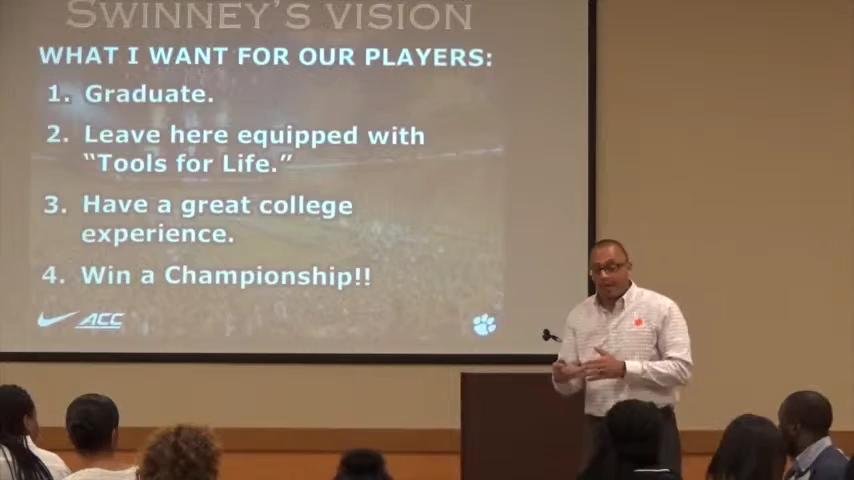 SWINNEY'S VISION
WHAT I WANT FOR OUR PLAYERS:
1. Graduate.
2. Leave here equipped with
"Tools for Life."
3. Have a great college
experience.
4. Win a Championship!!
ACC